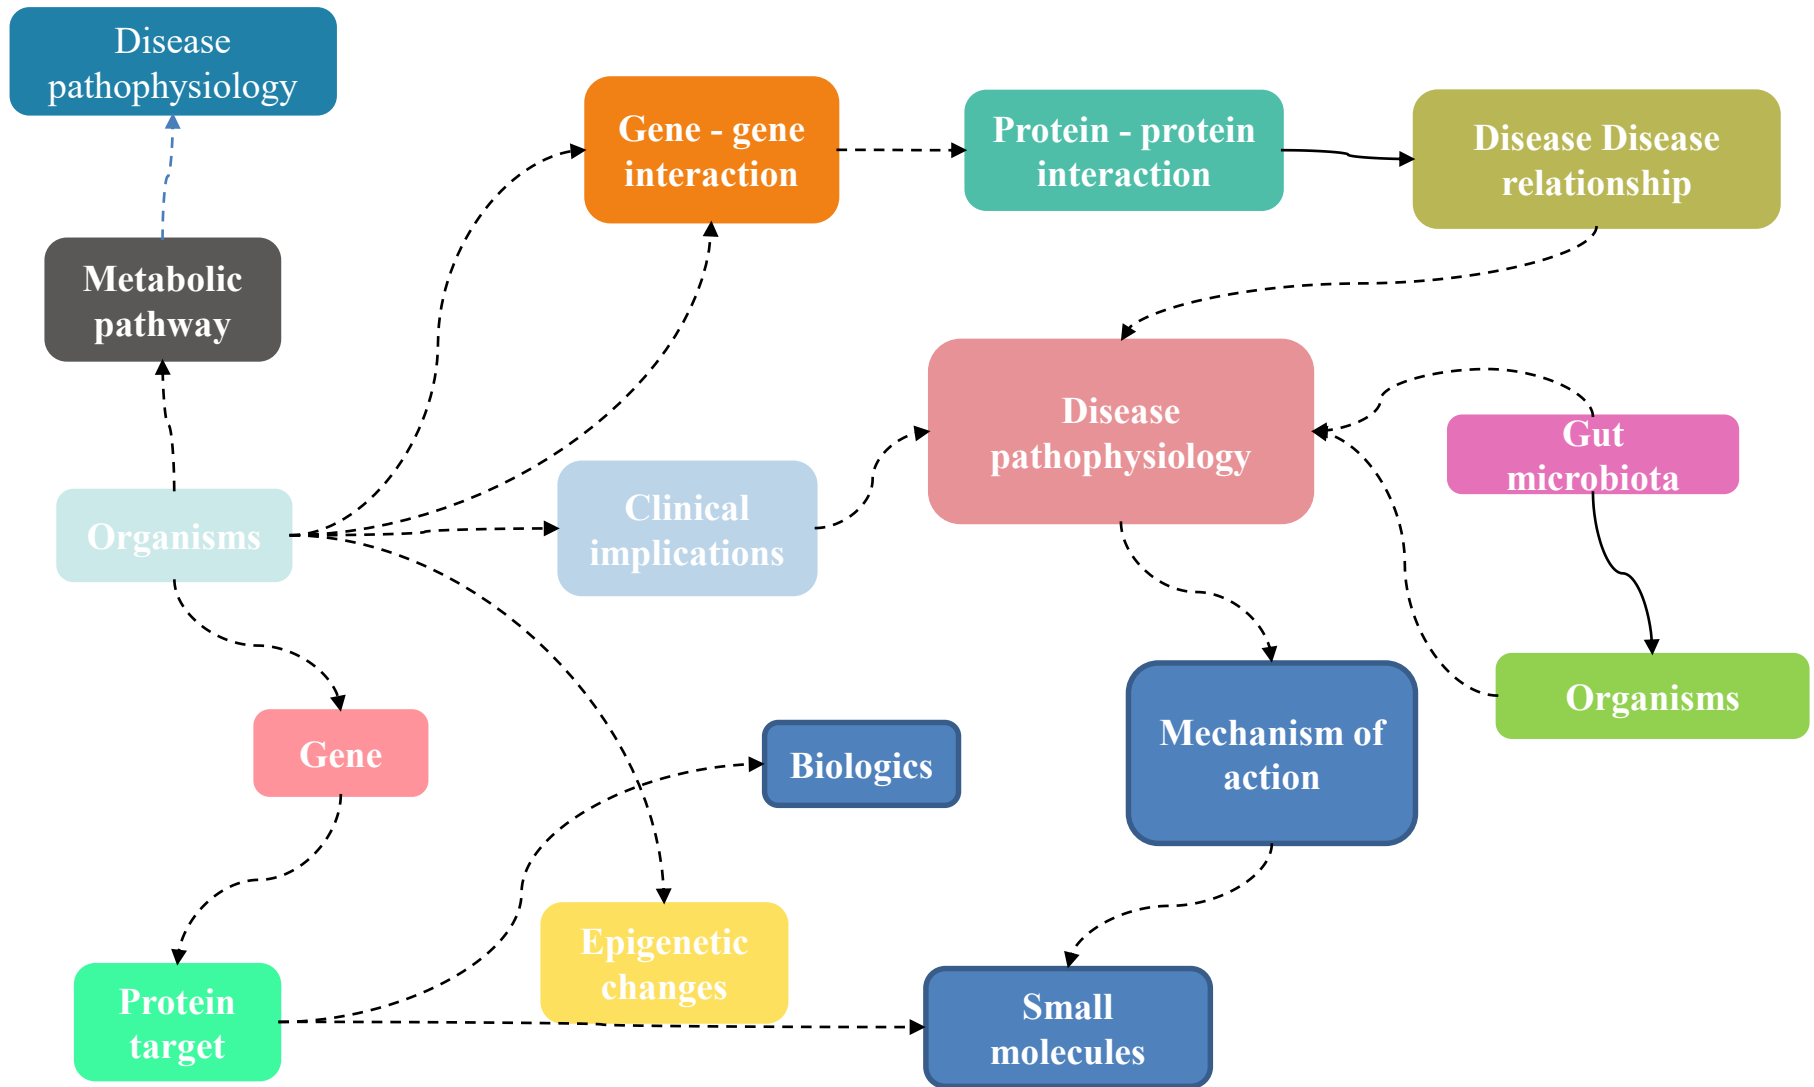 Disease
pathophysiology
Gene - gene
interaction
Protein - protein
interaction
Disease Disease
relationship
Metabolic
pathway
Disease
pathophysiology
Gut
microbiota
Organisms
Clinical
implications
Organisms
Gene
Biologics
Mechanism of
action
Epigenetic
changes
Protein
target
Small
molecules